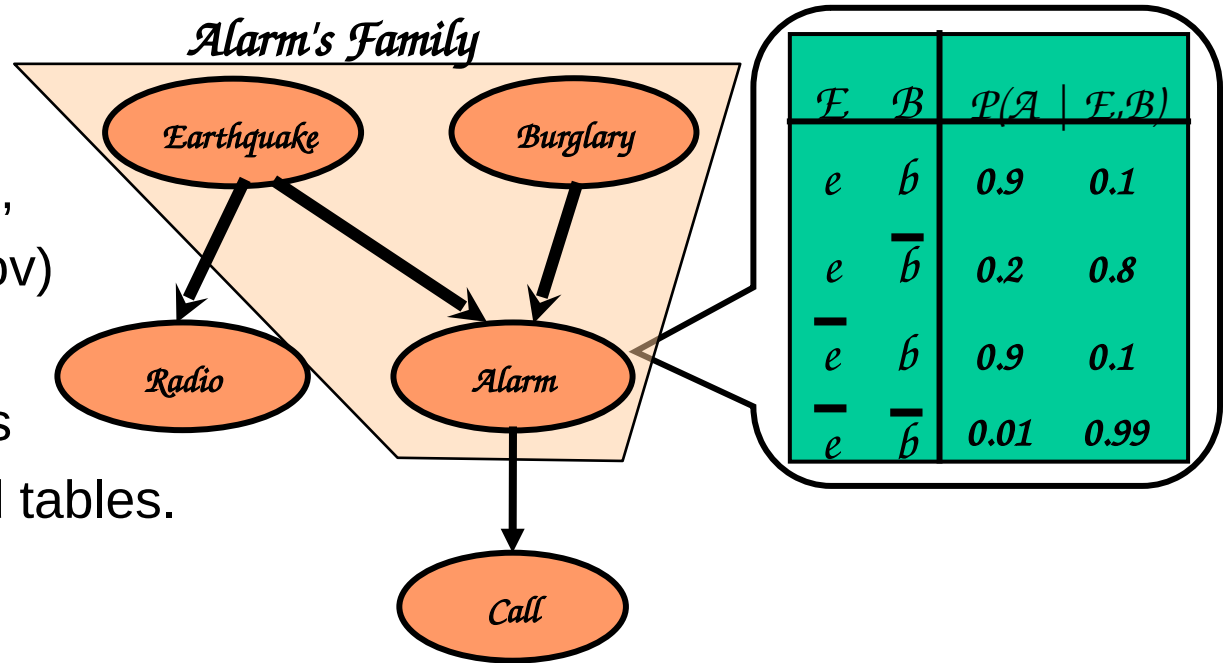 Alarm's Family
Earthquake
Burglary
,
ov)
Radio
Alarm
s
l tables.
Call
E B P(A | E,B)
e b 0.9 0.1
e b̅ 0.2 0.8
e̅ b 0.9 0.1
e̅ b̅ 0.01 0.99